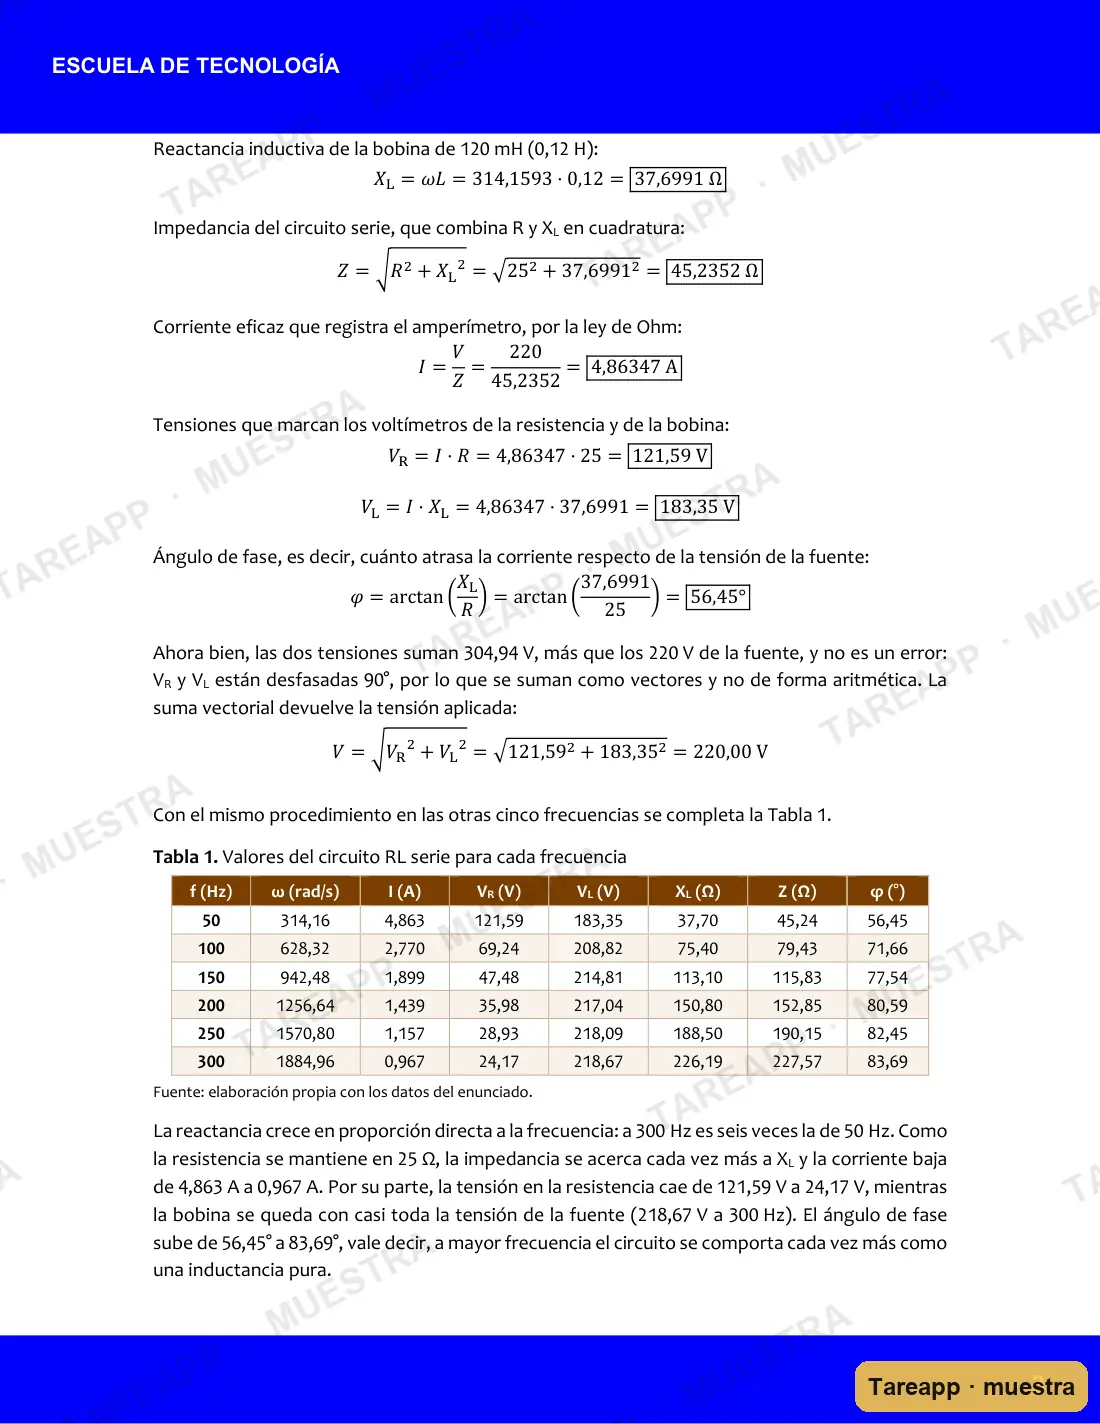 ESCUELA DE TECNOLOGÍA
Reactancia inductiva de la bobina de 120 mH (0,12 H):
X_L = ωL = 314,1593 · 0,12 = 37,6991 Ω
Impedancia del circuito serie, que combina R y X_L en cuadratura:
Z = √(R² + X_L²) = √(25² + 37,6991²) = 45,2352 Ω
Corriente eficaz que registra el amperímetro, por la ley de Ohm:
I = V/Z = 220/45,2352 = 4,86347 A
Tensiones que marcan los voltímetros de la resistencia y de la bobina:
V_R = I · R = 4,86347 · 25 = 121,59 V
V_L = I · X_L = 4,86347 · 37,6991 = 183,35 V
Ángulo de fase, es decir, cuánto atrasa la corriente respecto de la tensión de la fuente:
φ = arctan(X_L/R) = arctan(37,6991/25) = 56,45°
Ahora bien, las dos tensiones suman 304,94 V, más que los 220 V de la fuente, y no es un error:
V_R y V_L están desfasadas 90°, por lo que se suman como vectores y no de forma aritmética. La
suma vectorial devuelve la tensión aplicada:
V = √(V_R² + V_L²) = √(121,59² + 183,35²) = 220,00 V
Con el mismo procedimiento en las otras cinco frecuencias se completa la Tabla 1.
Tabla 1. Valores del circuito RL serie para cada frecuencia
f (Hz) ω (rad/s) I (A) V_R (V) V_L (V) X_L (Ω) Z (Ω) φ (°)
50 314,16 4,863 121,59 183,35 37,70 45,24 56,45
100 628,32 2,770 69,24 208,82 75,40 79,43 71,66
150 942,48 1,899 47,48 214,81 113,10 115,83 77,54
200 1256,64 1,439 35,98 217,04 150,80 152,85 80,59
250 1570,80 1,157 28,93 218,09 188,50 190,15 82,45
300 1884,96 0,967 24,17 218,67 226,19 227,57 83,69
Fuente: elaboración propia con los datos del enunciado.
La reactancia crece en proporción directa a la frecuencia: a 300 Hz es seis veces la de 50 Hz. Como
la resistencia se mantiene en 25 Ω, la impedancia se acerca cada vez más a X_L y la corriente baja
de 4,863 A a 0,967 A. Por su parte, la tensión en la resistencia cae de 121,59 V a 24,17 V, mientras
la bobina se queda con casi toda la tensión de la fuente (218,67 V a 300 Hz). El ángulo de fase
sube de 56,45° a 83,69°, vale decir, a mayor frecuencia el circuito se comporta cada vez más como
una inductancia pura.
TAREAPP · MUESTRA
Tareapp · muestra